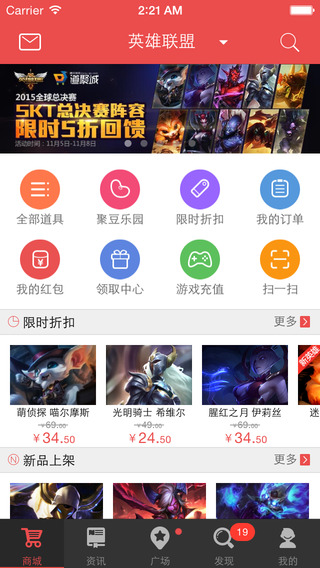 Carrier
2:21 AM
英雄联盟
道聚城
2015全球总决赛
SKT总决赛阵容
限时5折回馈
活动时间：11月5日-11月8日
全部道具
聚豆乐园
限时折扣
我的订单
我的红包
领取中心
游戏充值
扫一扫
限时折扣
更多
萌侦探 喵尔摩斯
光明骑士 希维尔
腥红之月 伊莉丝
新英雄
￥69.00
￥49.00
￥69.00
￥34.50
￥24.50
￥34.50
N
新品上架
更多
19
商城
资讯
广场
发现
我的